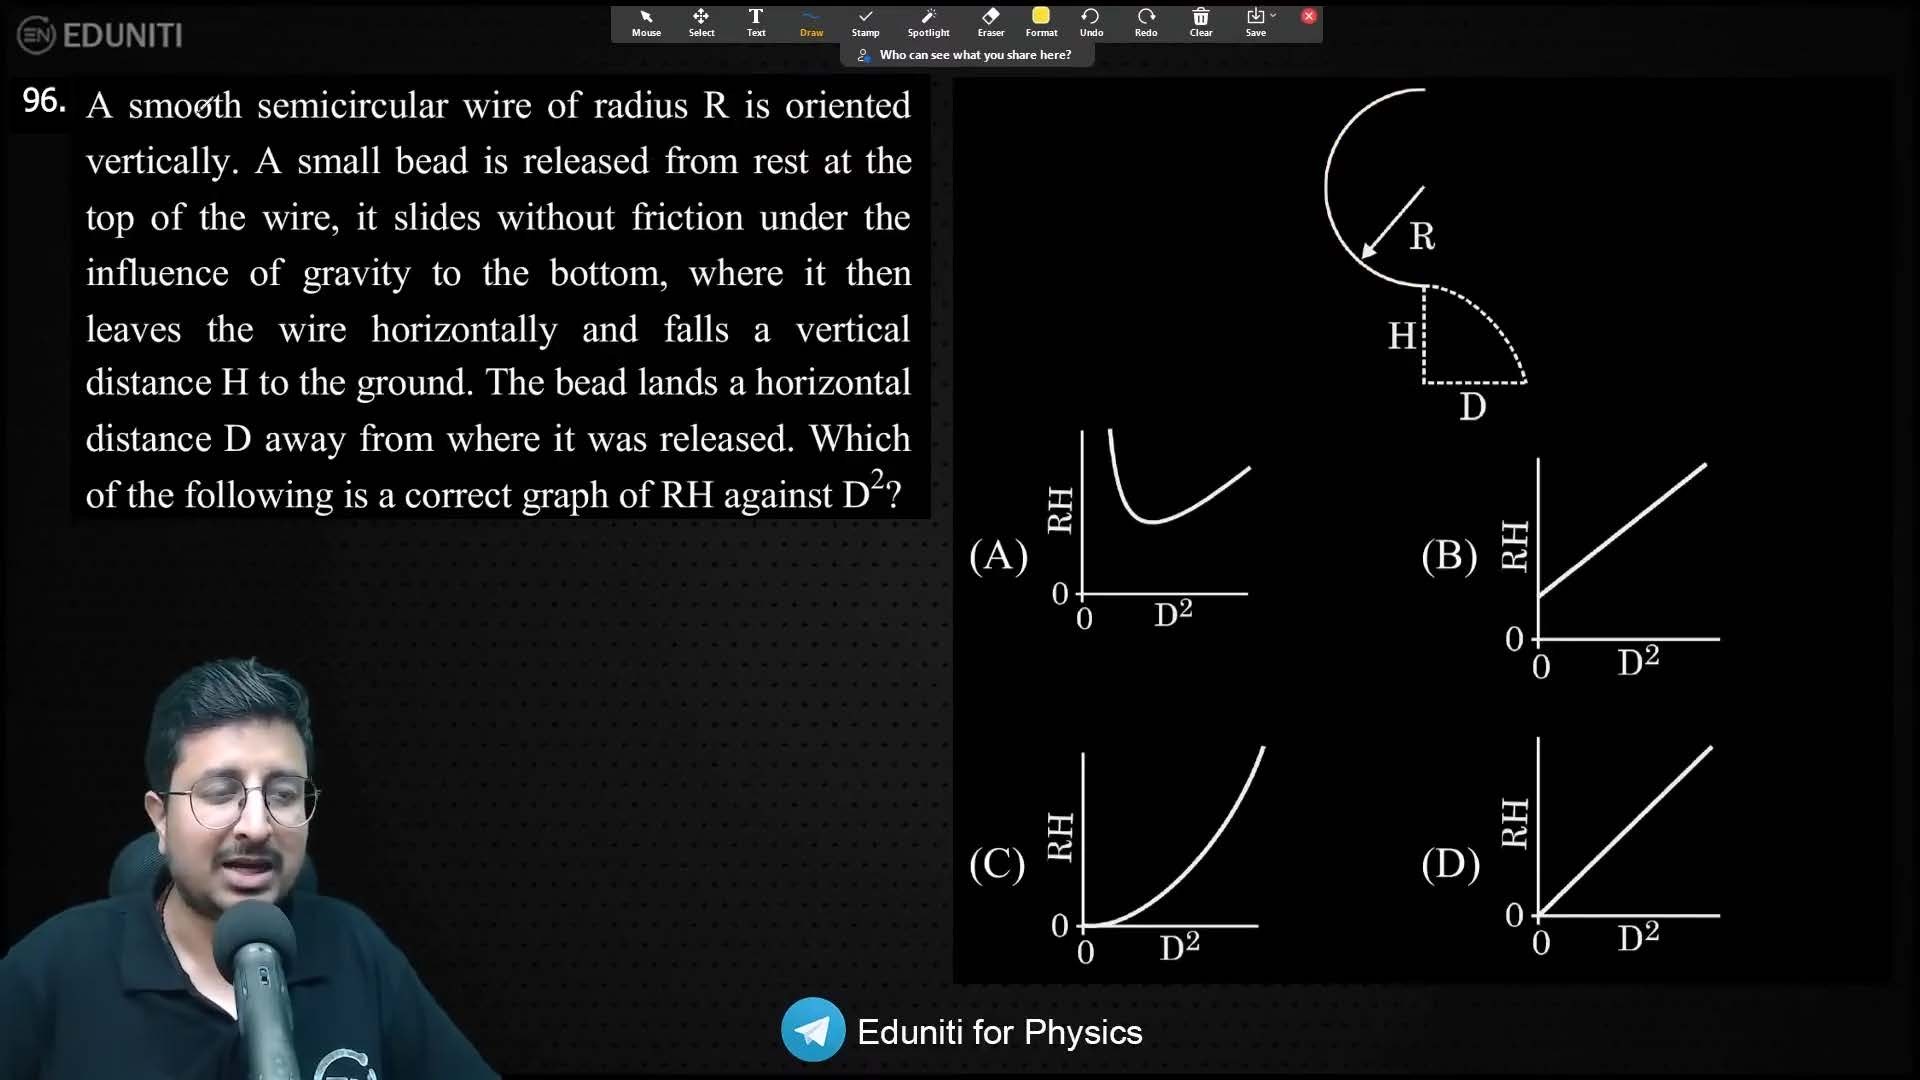 EN EDUNITI
Mouse Select Text Draw Stamp Spotlight Eraser Format Undo Redo Clear Save
Who can see what you share here?
96. A smooth semicircular wire of radius R is oriented
vertically. A small bead is released from rest at the
top of the wire, it slides without friction under the
influence of gravity to the bottom, where it then
leaves the wire horizontally and falls a vertical
distance H to the ground. The bead lands a horizontal
distance D away from where it was released. Which
of the following is a correct graph of RH against D²?
R
H
D
(A) RH 0 0 D²
(B) RH 0 0 D²
(C) RH 0 0 D²
(D) RH 0 0 D²
Eduniti for Physics